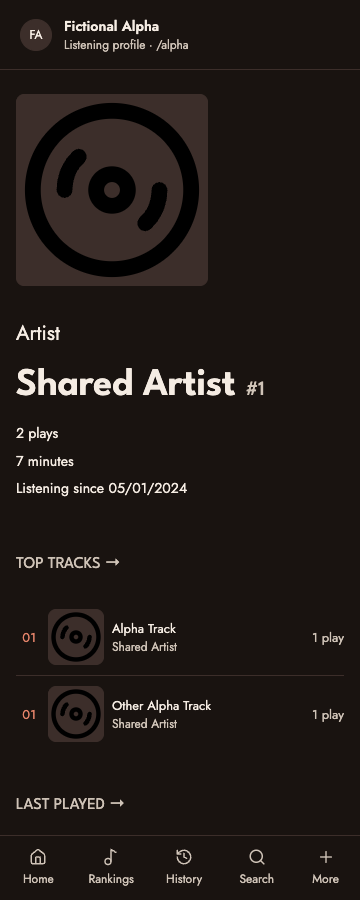 FA
Fictional Alpha
Listening profile · /alpha
Artist
Shared Artist #1
2 plays
7 minutes
Listening since 05/01/2024
TOP TRACKS →
01 Alpha Track 1 play
Shared Artist
01 Other Alpha Track 1 play
Shared Artist
LAST PLAYED →
Home Rankings History Search More